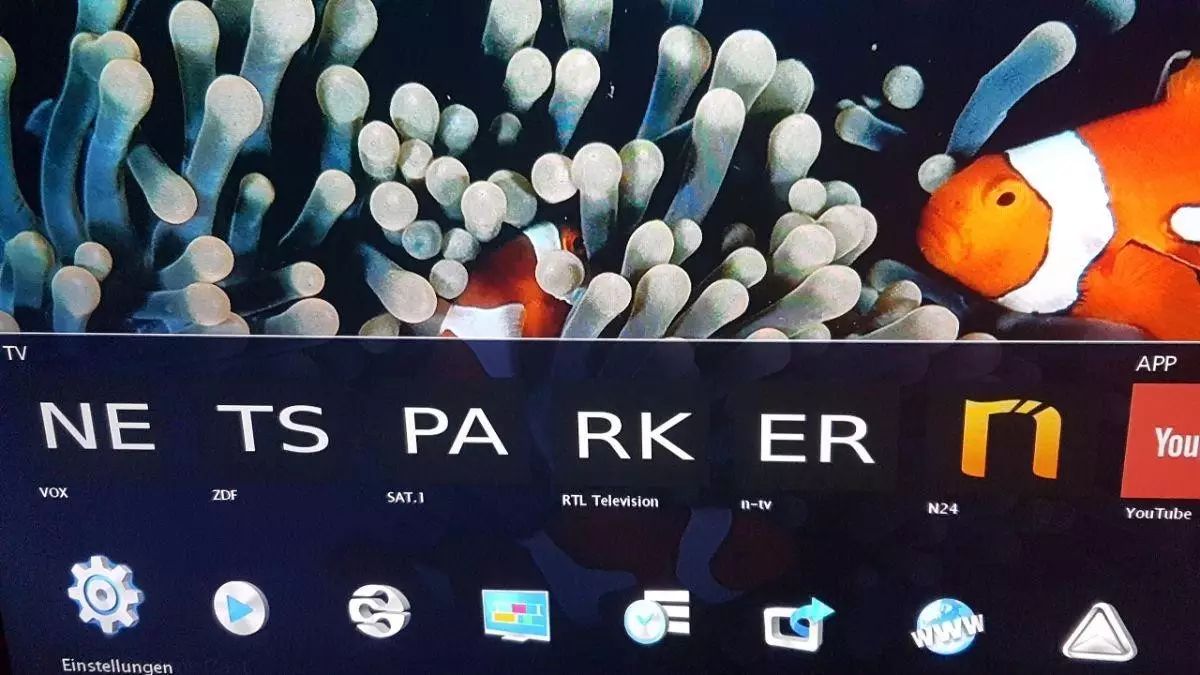 TV
APP
NE TS PA RK ER n You
VOX ZDF SAT.1 RTL Television n-tv N24 YouTube
WWW
Einstellungen